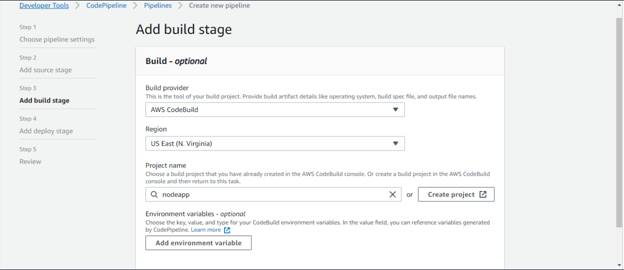 Developer Tools > CodePipeline > Pipelines > Create new pipeline
Step 1
Choose pipeline settings
Step 2
Add source stage
Step 3
Add build stage
Step 4
Add deploy stage
Step 5
Review
Add build stage
Build - optional
Build provider
This is the tool of your build project. Provide build artifact details like operating system, build spec file, and output file names.
AWS CodeBuild
Region
US East (N. Virginia)
Project name
Choose a build project that you have already created in the AWS CodeBuild console. Or create a build project in the AWS CodeBuild
console and then return to this task.
nodeapp
or
Create project
Environment variables - optional
Choose the key, value, and type for your CodeBuild environment variables. In the value field, you can reference variables generated
by CodePipeline. Learn more
Add environment variable